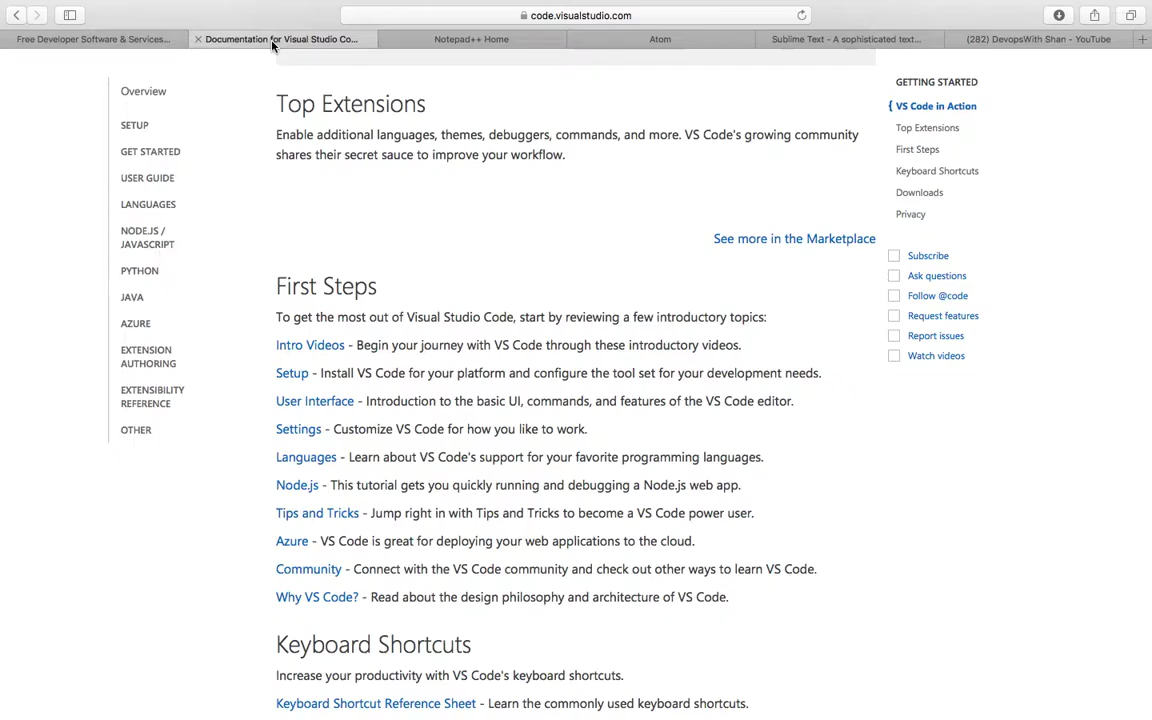 code.visualstudio.com
Free Developer Software & Services...
Documentation for Visual Studio Co...
Notepad++ Home
Atom
Sublime Text - A sophisticated text...
(282) DevopsWith Shan - YouTube
Overview
SETUP
GET STARTED
USER GUIDE
LANGUAGES
NODE.JS /
JAVASCRIPT
PYTHON
JAVA
AZURE
EXTENSION
AUTHORING
EXTENSIBILITY
REFERENCE
OTHER
Top Extensions
Enable additional languages, themes, debuggers, commands, and more. VS Code's growing community
shares their secret sauce to improve your workflow.
See more in the Marketplace
First Steps
To get the most out of Visual Studio Code, start by reviewing a few introductory topics:
Intro Videos - Begin your journey with VS Code through these introductory videos.
Setup - Install VS Code for your platform and configure the tool set for your development needs.
User Interface - Introduction to the basic UI, commands, and features of the VS Code editor.
Settings - Customize VS Code for how you like to work.
Languages - Learn about VS Code's support for your favorite programming languages.
Node.js - This tutorial gets you quickly running and debugging a Node.js web app.
Tips and Tricks - Jump right in with Tips and Tricks to become a VS Code power user.
Azure - VS Code is great for deploying your web applications to the cloud.
Community - Connect with the VS Code community and check out other ways to learn VS Code.
Why VS Code? - Read about the design philosophy and architecture of VS Code.
Keyboard Shortcuts
Increase your productivity with VS Code's keyboard shortcuts.
Keyboard Shortcut Reference Sheet - Learn the commonly used keyboard shortcuts.
GETTING STARTED
{ VS Code in Action
Top Extensions
First Steps
Keyboard Shortcuts
Downloads
Privacy
Subscribe
Ask questions
Follow @code
Request features
Report issues
Watch videos